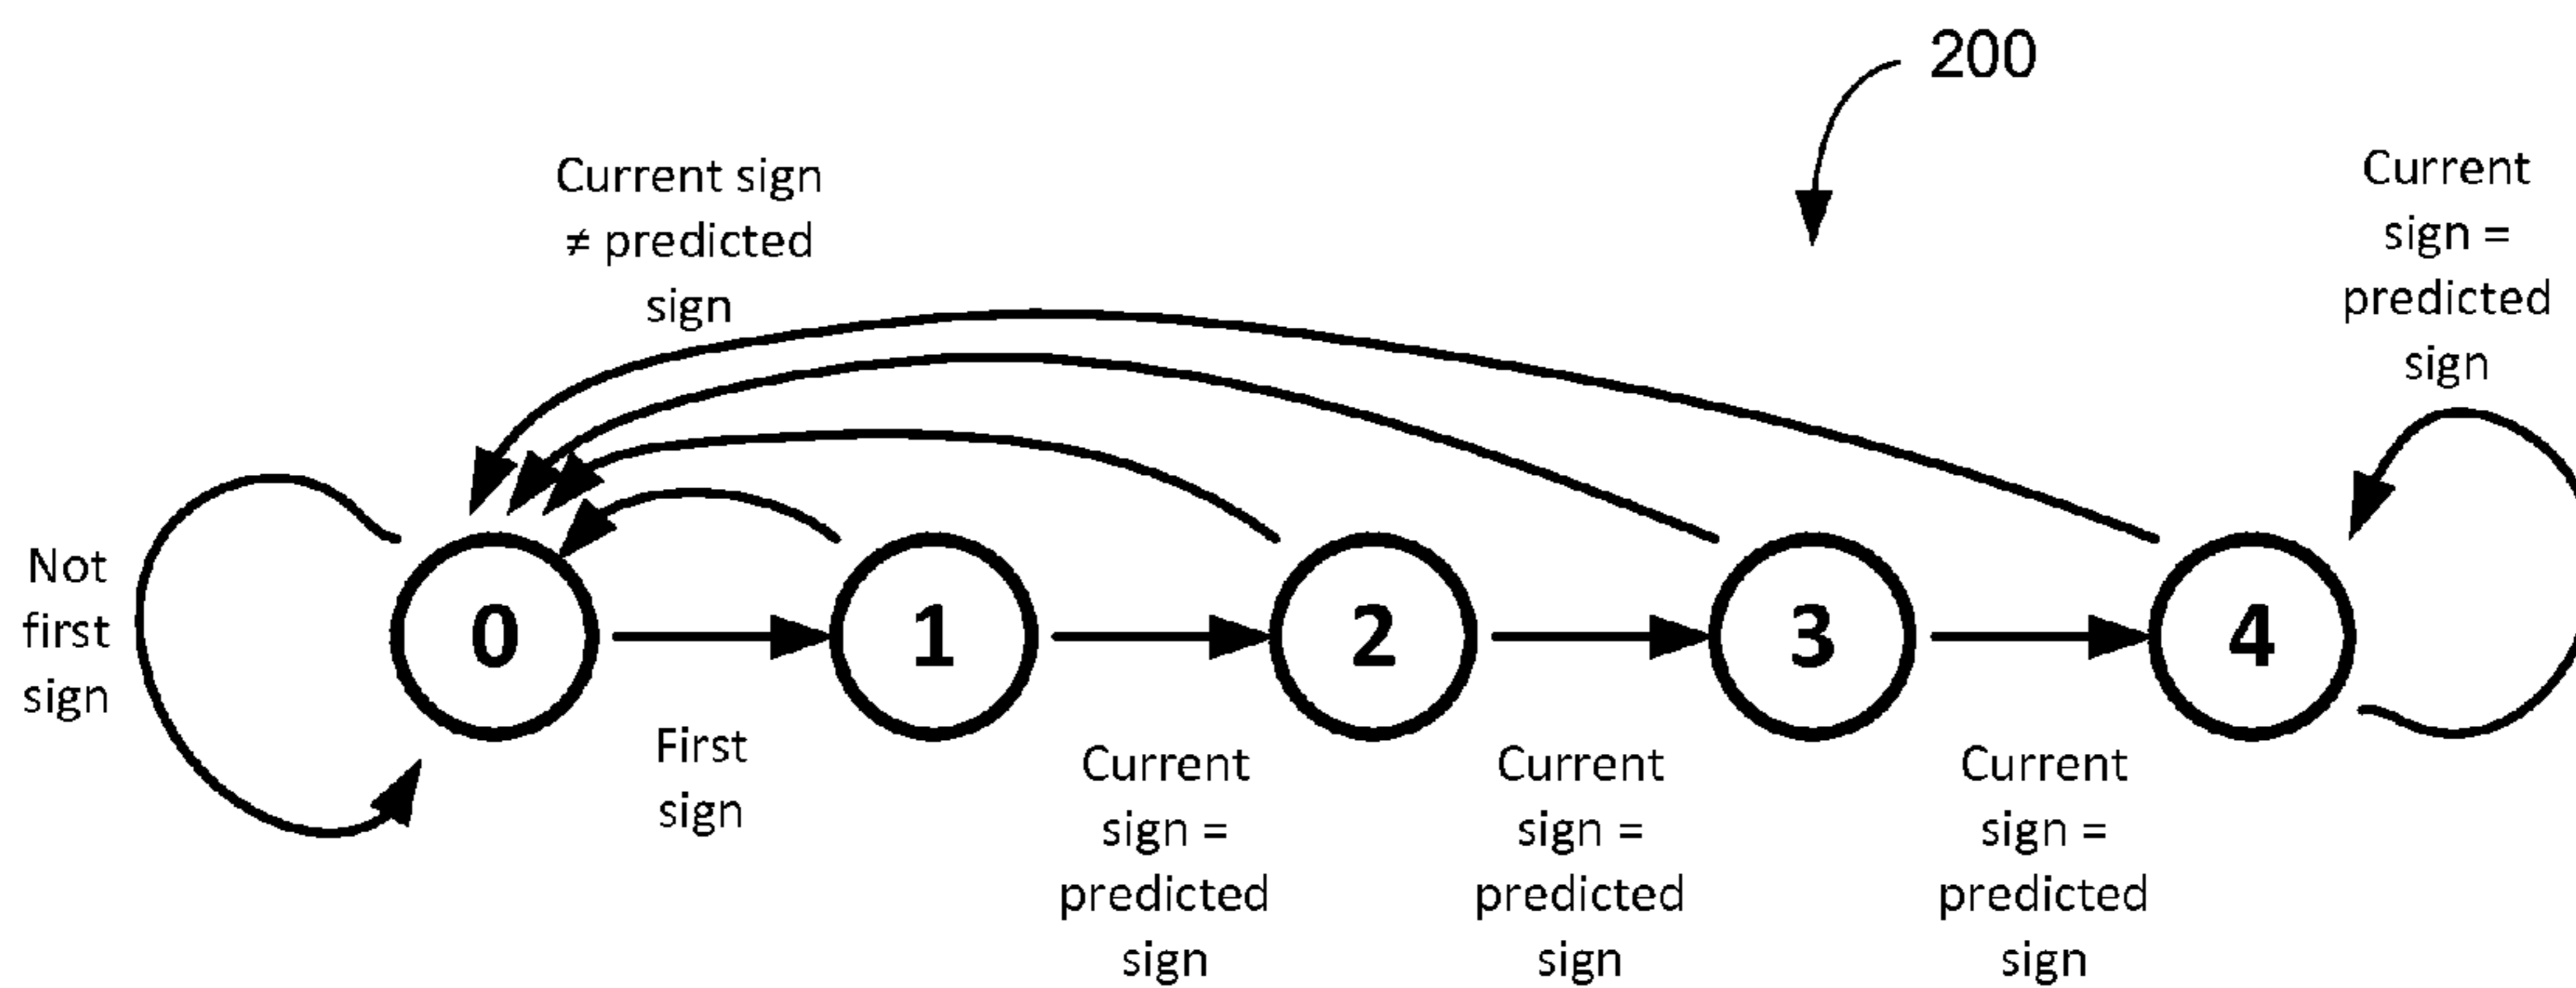 200
Current sign
≠ predicted
sign
Current
sign =
predicted
sign
Not
first
sign
0
1
2
3
4
First
sign
Current
sign =
predicted
sign
Current
sign =
predicted
sign
Current
sign =
predicted
sign